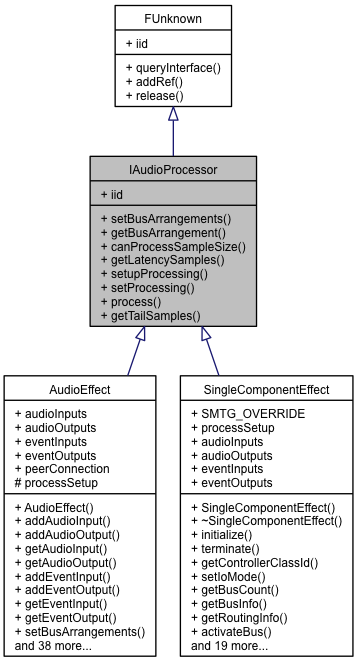 FUnknown
+ iid
+ queryInterface()
+ addRef()
+ release()
IAudioProcessor
+ iid
+ setBusArrangements()
+ getBusArrangement()
+ canProcessSampleSize()
+ getLatencySamples()
+ setupProcessing()
+ setProcessing()
+ process()
+ getTailSamples()
AudioEffect
+ audioInputs
+ audioOutputs
+ eventInputs
+ eventOutputs
+ peerConnection
# processSetup
+ AudioEffect()
+ addAudioInput()
+ addAudioOutput()
+ getAudioInput()
+ getAudioOutput()
+ addEventInput()
+ addEventOutput()
+ getEventInput()
+ getEventOutput()
+ setBusArrangements()
and 38 more...
SingleComponentEffect
+ SMTG_OVERRIDE
+ processSetup
+ audioInputs
+ audioOutputs
+ eventInputs
+ eventOutputs
+ SingleComponentEffect()
+ ~SingleComponentEffect()
+ initialize()
+ terminate()
+ getControllerClassId()
+ setIoMode()
+ getBusCount()
+ getBusInfo()
+ getRoutingInfo()
+ activateBus()
and 19 more...